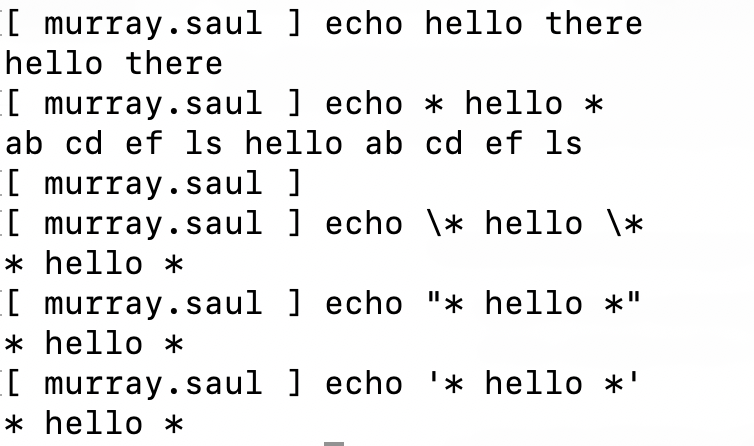 [ murray.saul ] echo hello there
hello there
[ murray.saul ] echo * hello *
ab cd ef ls hello ab cd ef ls
[ murray.saul ]
[ murray.saul ] echo \* hello \*
* hello *
[ murray.saul ] echo "* hello *"
* hello *
[ murray.saul ] echo '* hello *'
* hello *